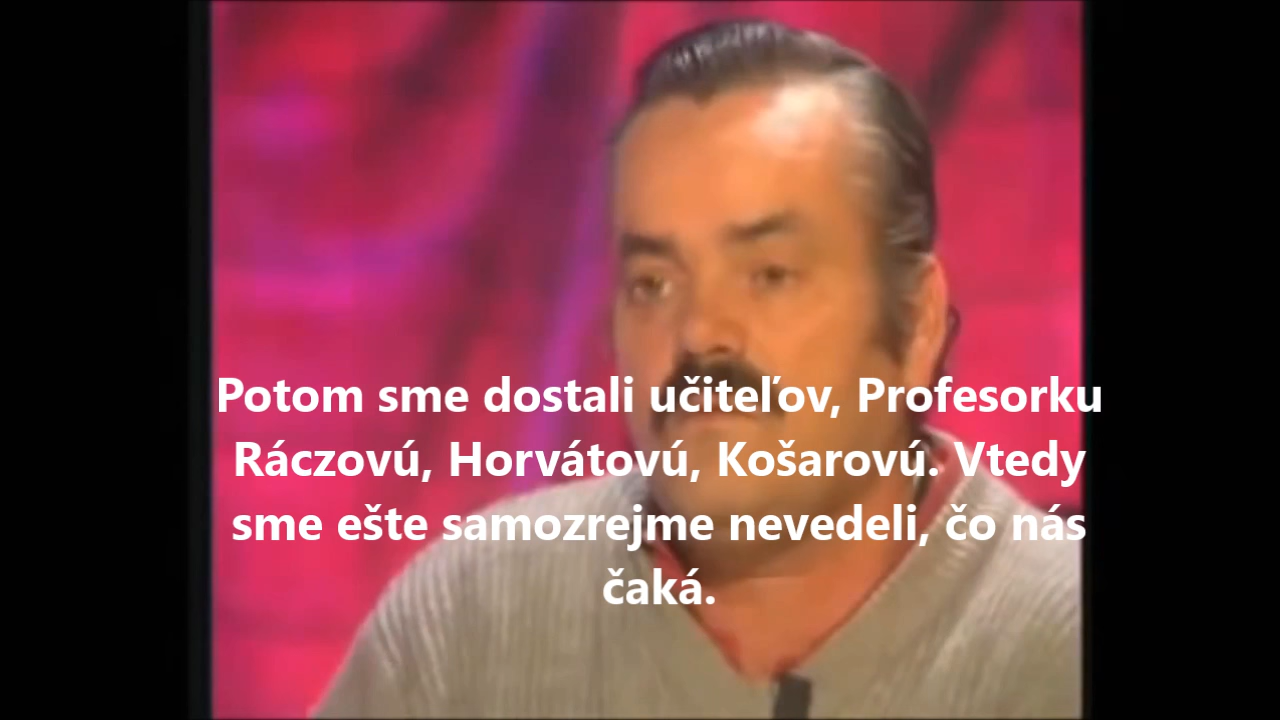 Potom sme dostali učiteľov, Profesorku
Ráczovú, Horvátovú, Košarovú. Vtedy
sme ešte samozrejme nevedeli, čo nás
čaká.